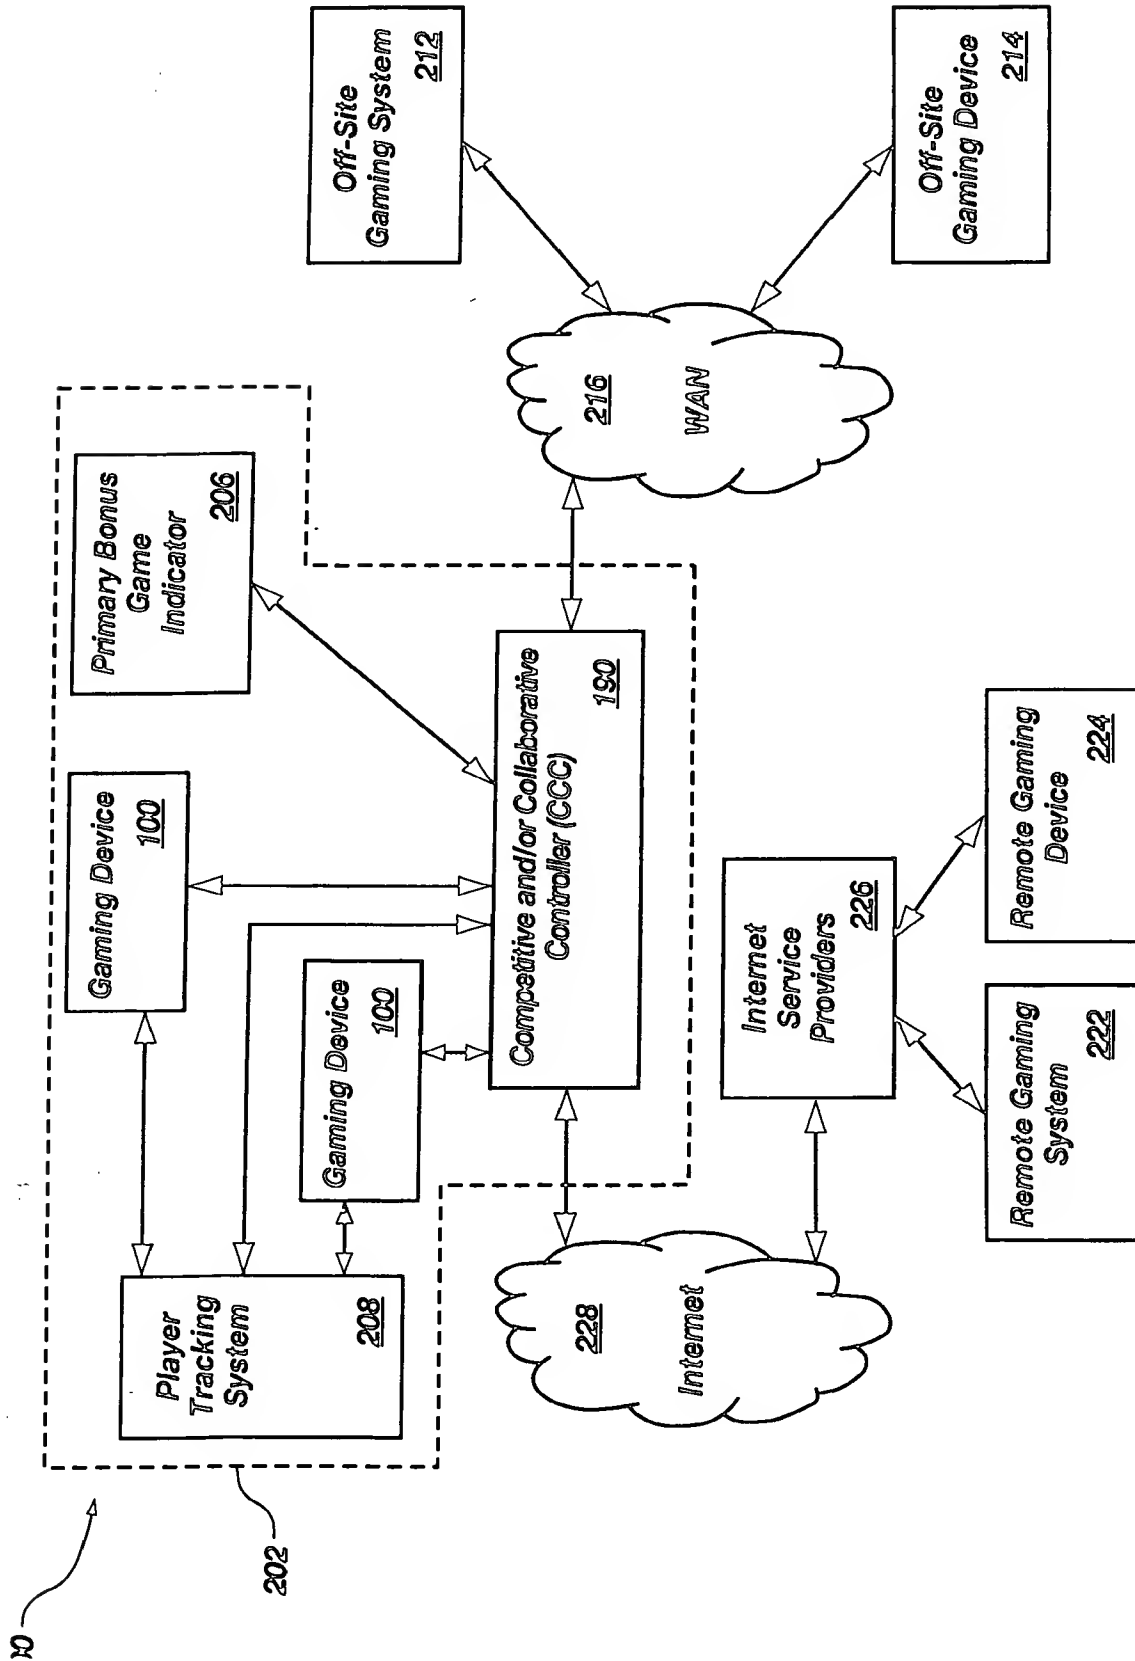 202
Player
Tracking
System
208
Gaming Device
100
Primary Bonus
Game
Indicator
206
Gaming Device
100
Off-Site
Gaming System
212
Competitive and/or Collaborative
Controller (CCC)
190
228
Internet
216
WAN
Internet
Service
Providers
226
Off-Site
Gaming Device
214
Remote Gaming
System
222
Remote Gaming
Device
224